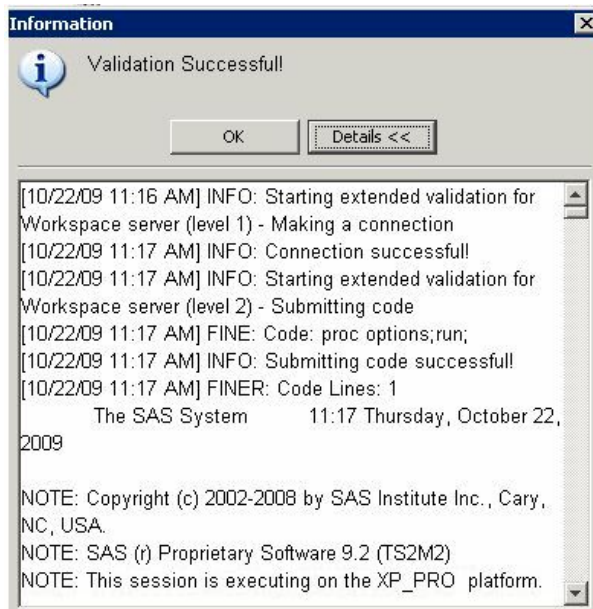 Information
Validation Successful!
OK
Details <<
[10/22/09 11:16 AM] INFO: Starting extended validation for
Workspace server (level 1) - Making a connection
[10/22/09 11:17 AM] INFO: Connection successful!
[10/22/09 11:17 AM] INFO: Starting extended validation for
Workspace server (level 2) - Submitting code
[10/22/09 11:17 AM] FINE: Code: proc options;run;
[10/22/09 11:17 AM] INFO: Submitting code successful!
[10/22/09 11:17 AM] FINER: Code Lines: 1
The SAS System 11:17 Thursday, October 22,
2009
NOTE: Copyright (c) 2002-2008 by SAS Institute Inc., Cary,
NC, USA.
NOTE: SAS (r) Proprietary Software 9.2 (TS2M2)
NOTE: This session is executing on the XP_PRO platform.